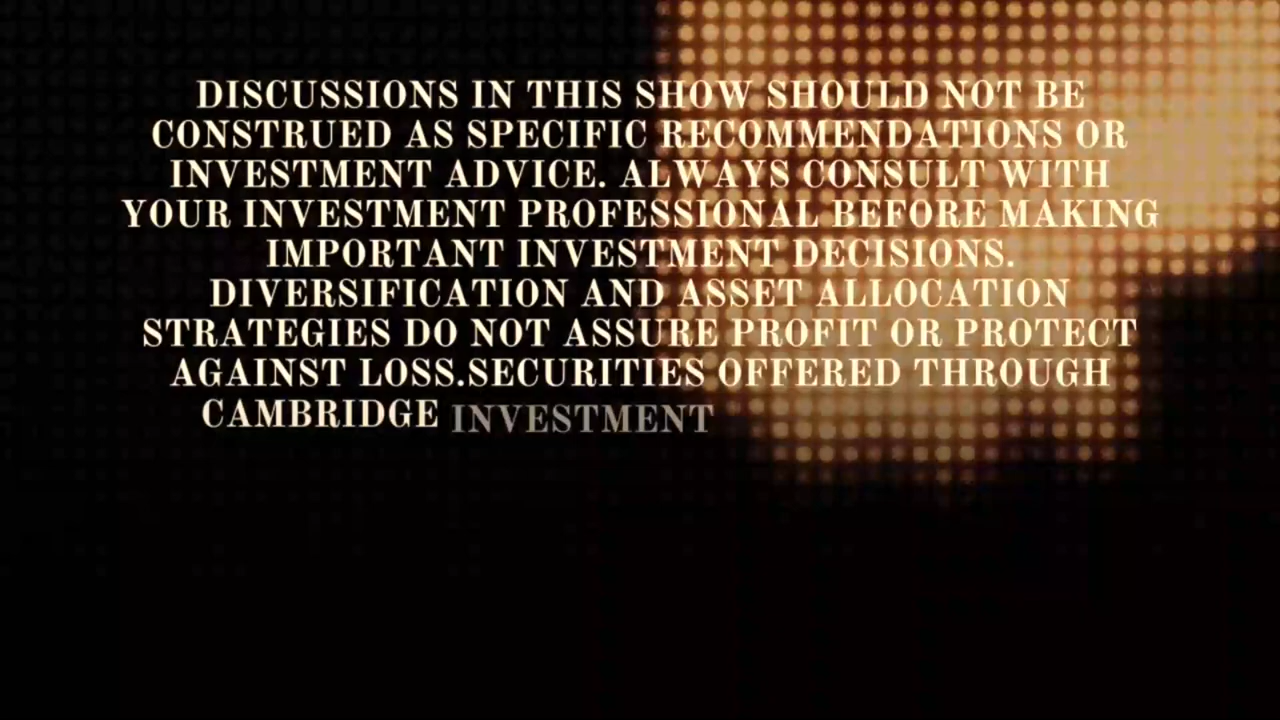 DISCUSSIONS IN THIS SHOW SHOULD NOT BE
CONSTRUED AS SPECIFIC RECOMMENDATIONS OR
INVESTMENT ADVICE. ALWAYS CONSULT WITH
YOUR INVESTMENT PROFESSIONAL BEFORE MAKING
IMPORTANT INVESTMENT DECISIONS.
DIVERSIFICATION AND ASSET ALLOCATION
STRATEGIES DO NOT ASSURE PROFIT OR PROTECT
AGAINST LOSS.SECURITIES OFFERED THROUGH
CAMBRIDGE INVESTMENT